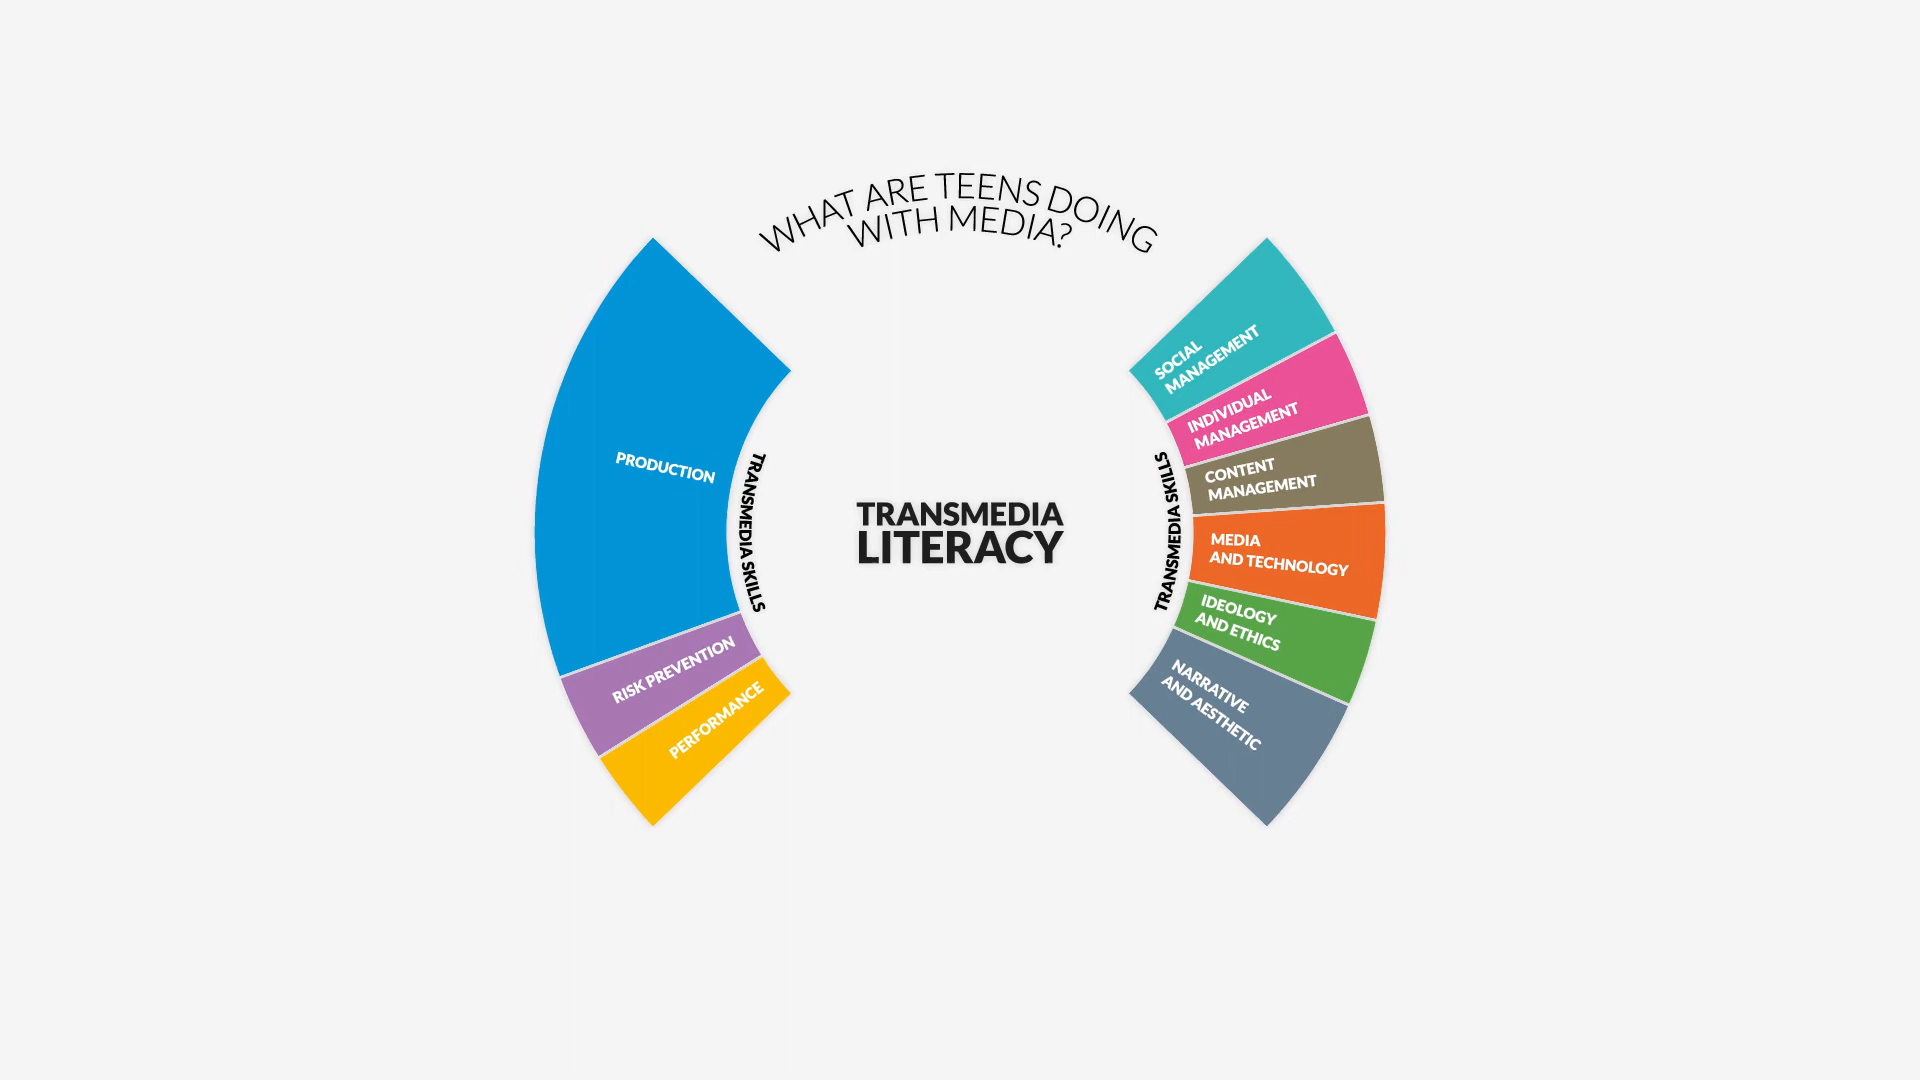 WHAT ARE TEENS DOING
WITH MEDIA?
PRODUCTION
RISK PREVENTION
PERFORMANCE
TRANSMEDIA SKILLS
TRANSMEDIA
LITERACY
TRANSMEDIA SKILLS
SOCIAL
MANAGEMENT
INDIVIDUAL
MANAGEMENT
CONTENT
MANAGEMENT
MEDIA
AND TECHNOLOGY
IDEOLOGY
AND ETHICS
NARRATIVE
AND AESTHETIC